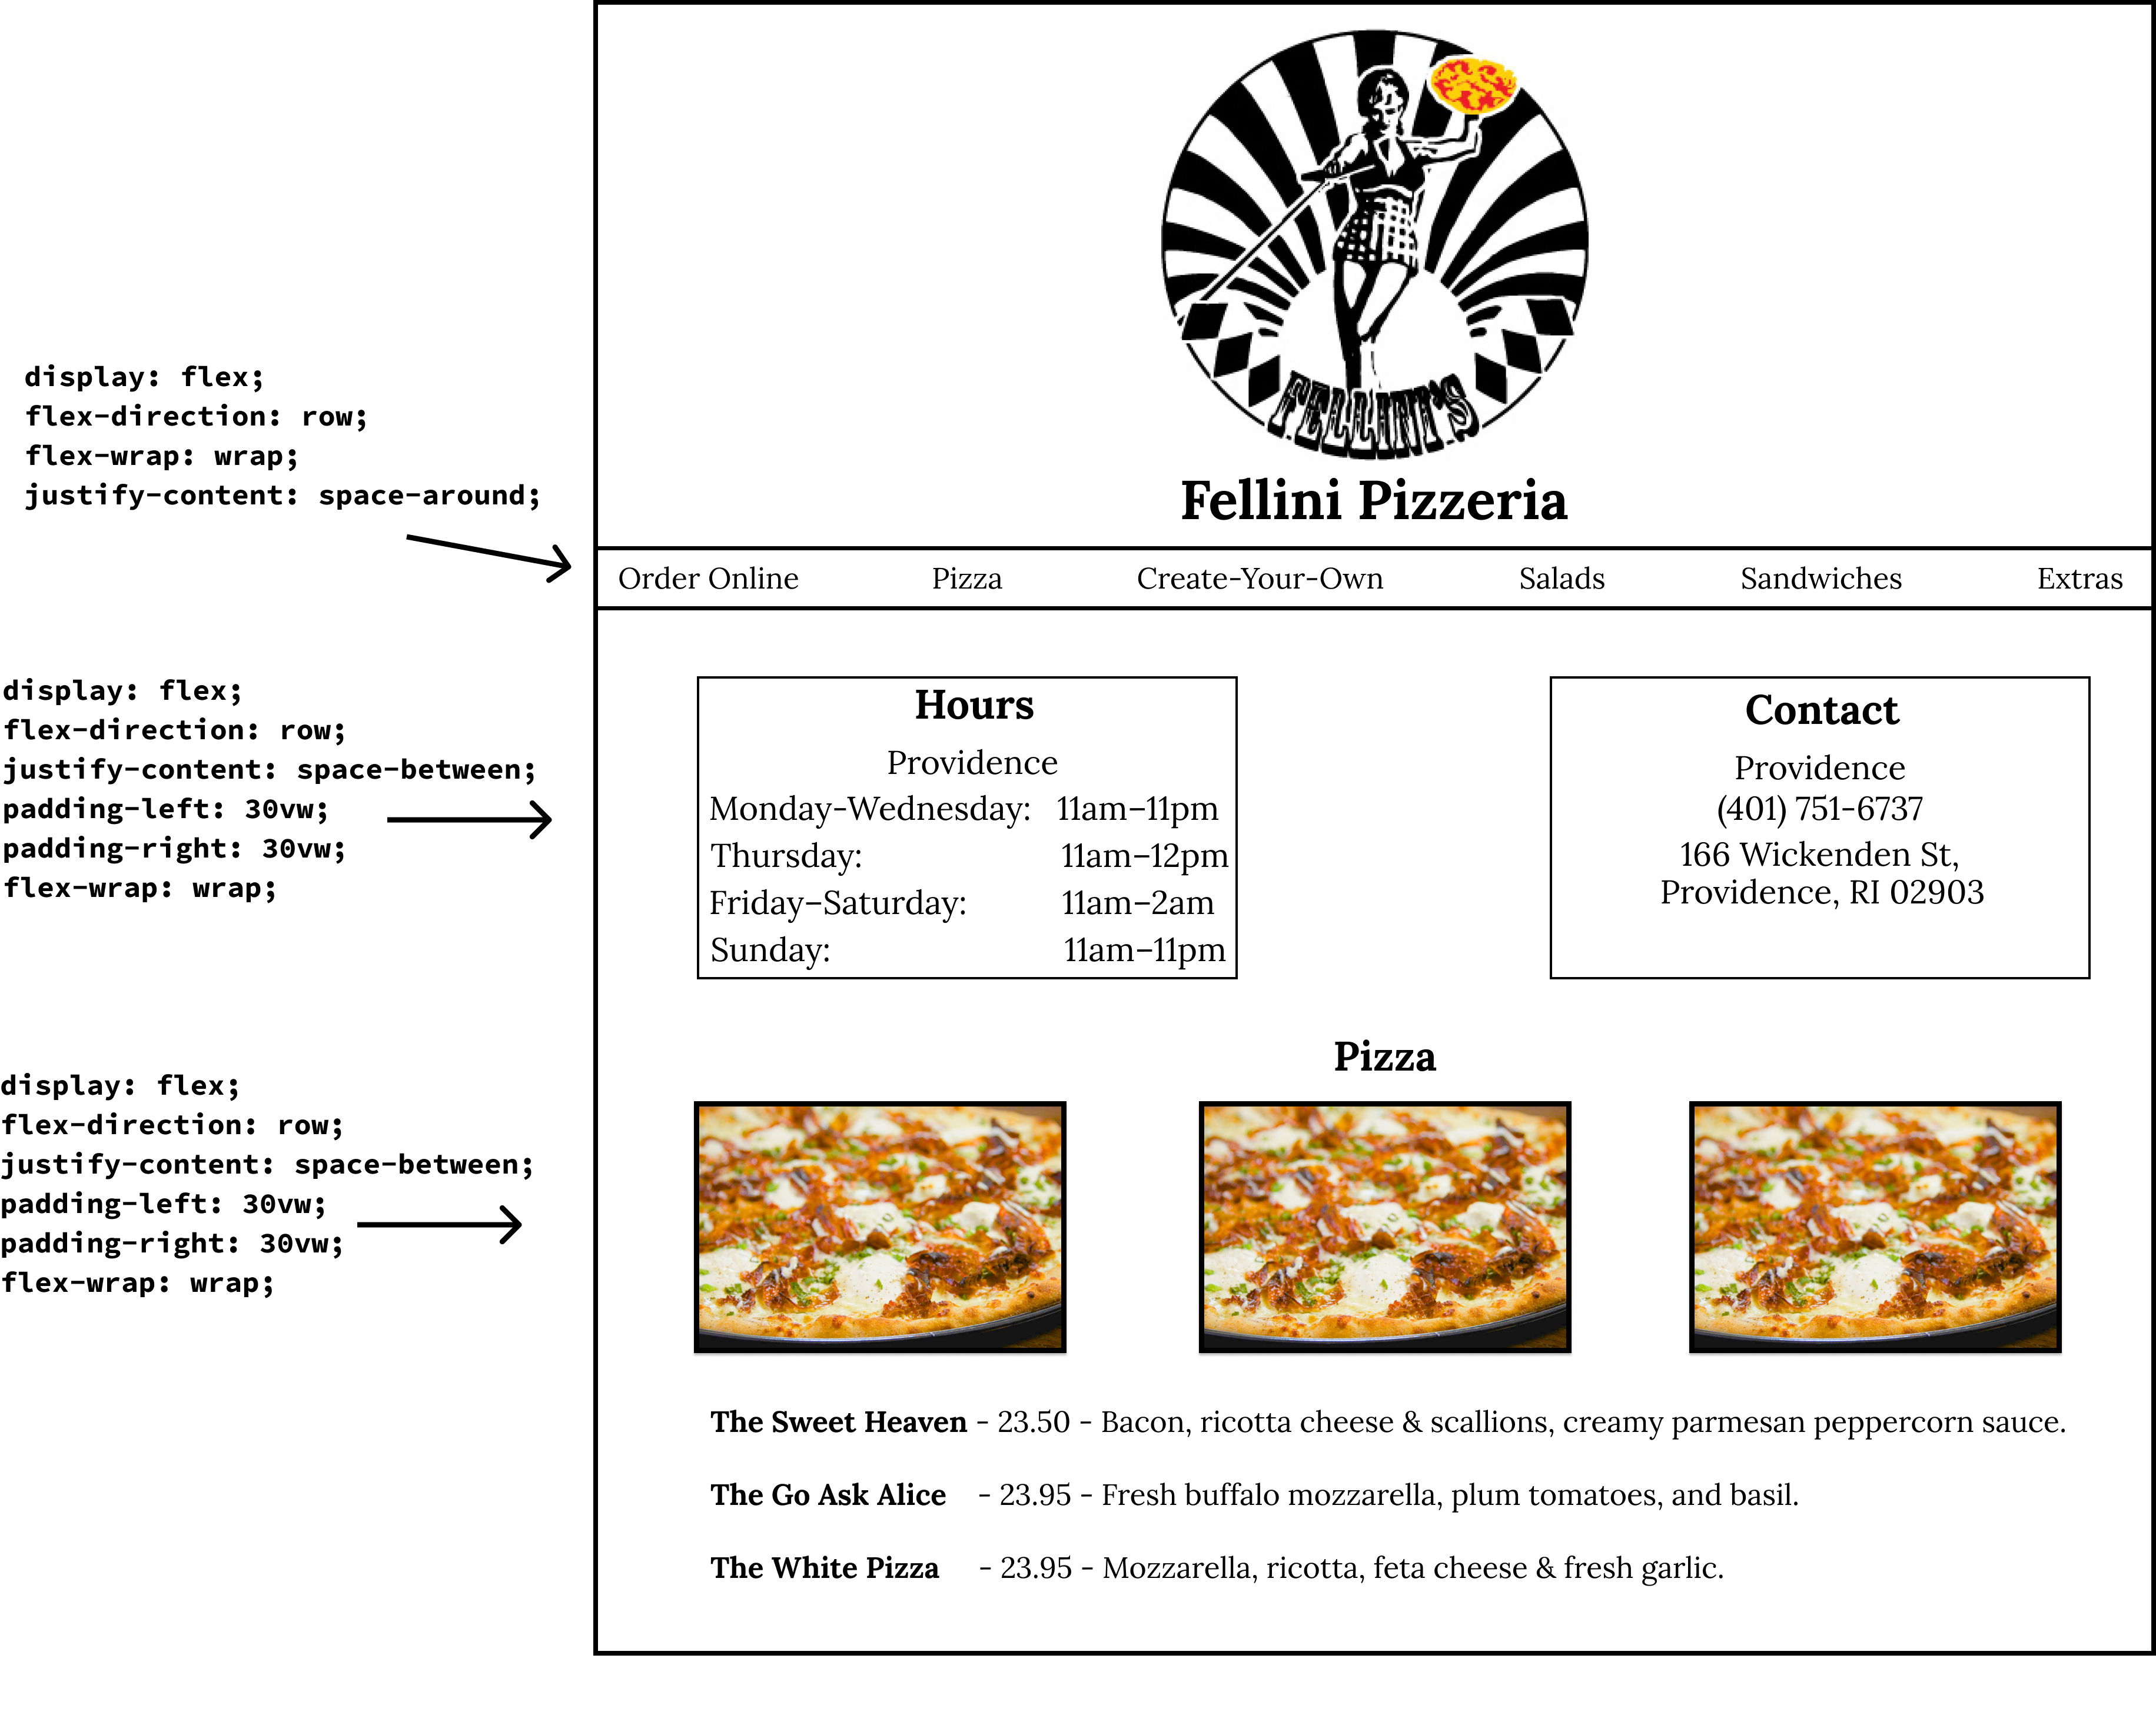 display: flex;
flex-direction: row;
flex-wrap: wrap;
justify-content: space-around;
display: flex;
flex-direction: row;
justify-content: space-between;
padding-left: 30vw;
padding-right: 30vw;
flex-wrap: wrap;
display: flex;
flex-direction: row;
justify-content: space-between;
padding-left: 30vw;
padding-right: 30vw;
flex-wrap: wrap;
FELLINI'S
Fellini Pizzeria
Order Online Pizza Create-Your-Own Salads Sandwiches Extras
Hours
Providence
Monday-Wednesday: 11am–11pm
Thursday: 11am–12pm
Friday–Saturday: 11am–2am
Sunday: 11am–11pm
Contact
Providence
(401) 751-6737
166 Wickenden St,
Providence, RI 02903
Pizza
The Sweet Heaven - 23.50 - Bacon, ricotta cheese & scallions, creamy parmesan peppercorn sauce.
The Go Ask Alice - 23.95 - Fresh buffalo mozzarella, plum tomatoes, and basil.
The White Pizza - 23.95 - Mozzarella, ricotta, feta cheese & fresh garlic.